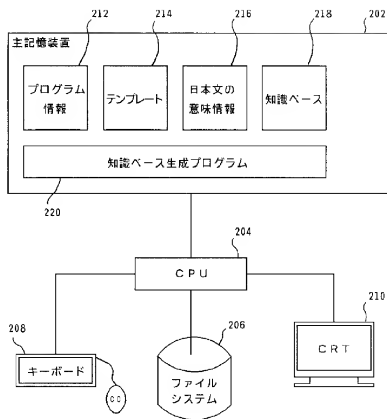 202
主記憶装置
212
214
216
218
プログラム
情報
テンプレート
日本文の
意味情報
知識ベース
知識ベース生成プログラム
220
204
CPU
208
206
210
キーボード
ファイル
システム
CRT